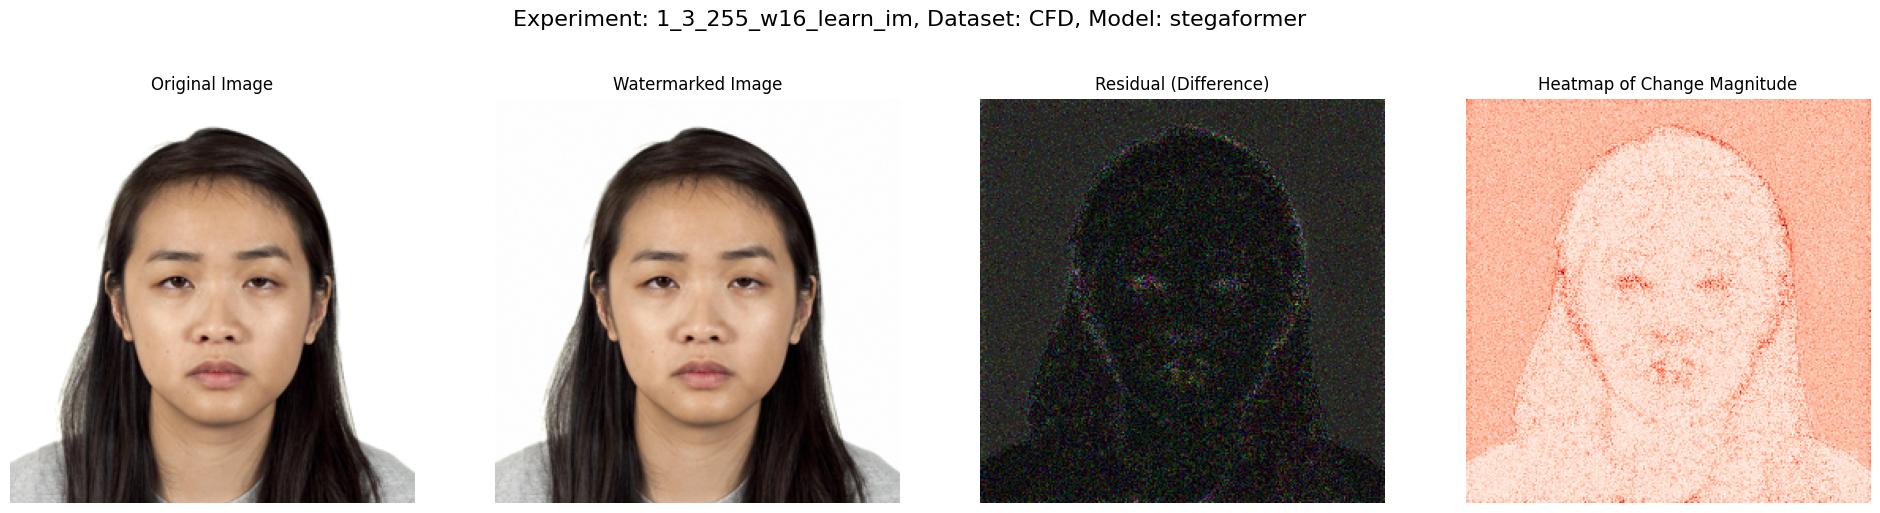 Experiment: 1_3_255_w16_learn_im, Dataset: CFD, Model: stegaformer
Original Image
Watermarked Image
Residual (Difference)
Heatmap of Change Magnitude